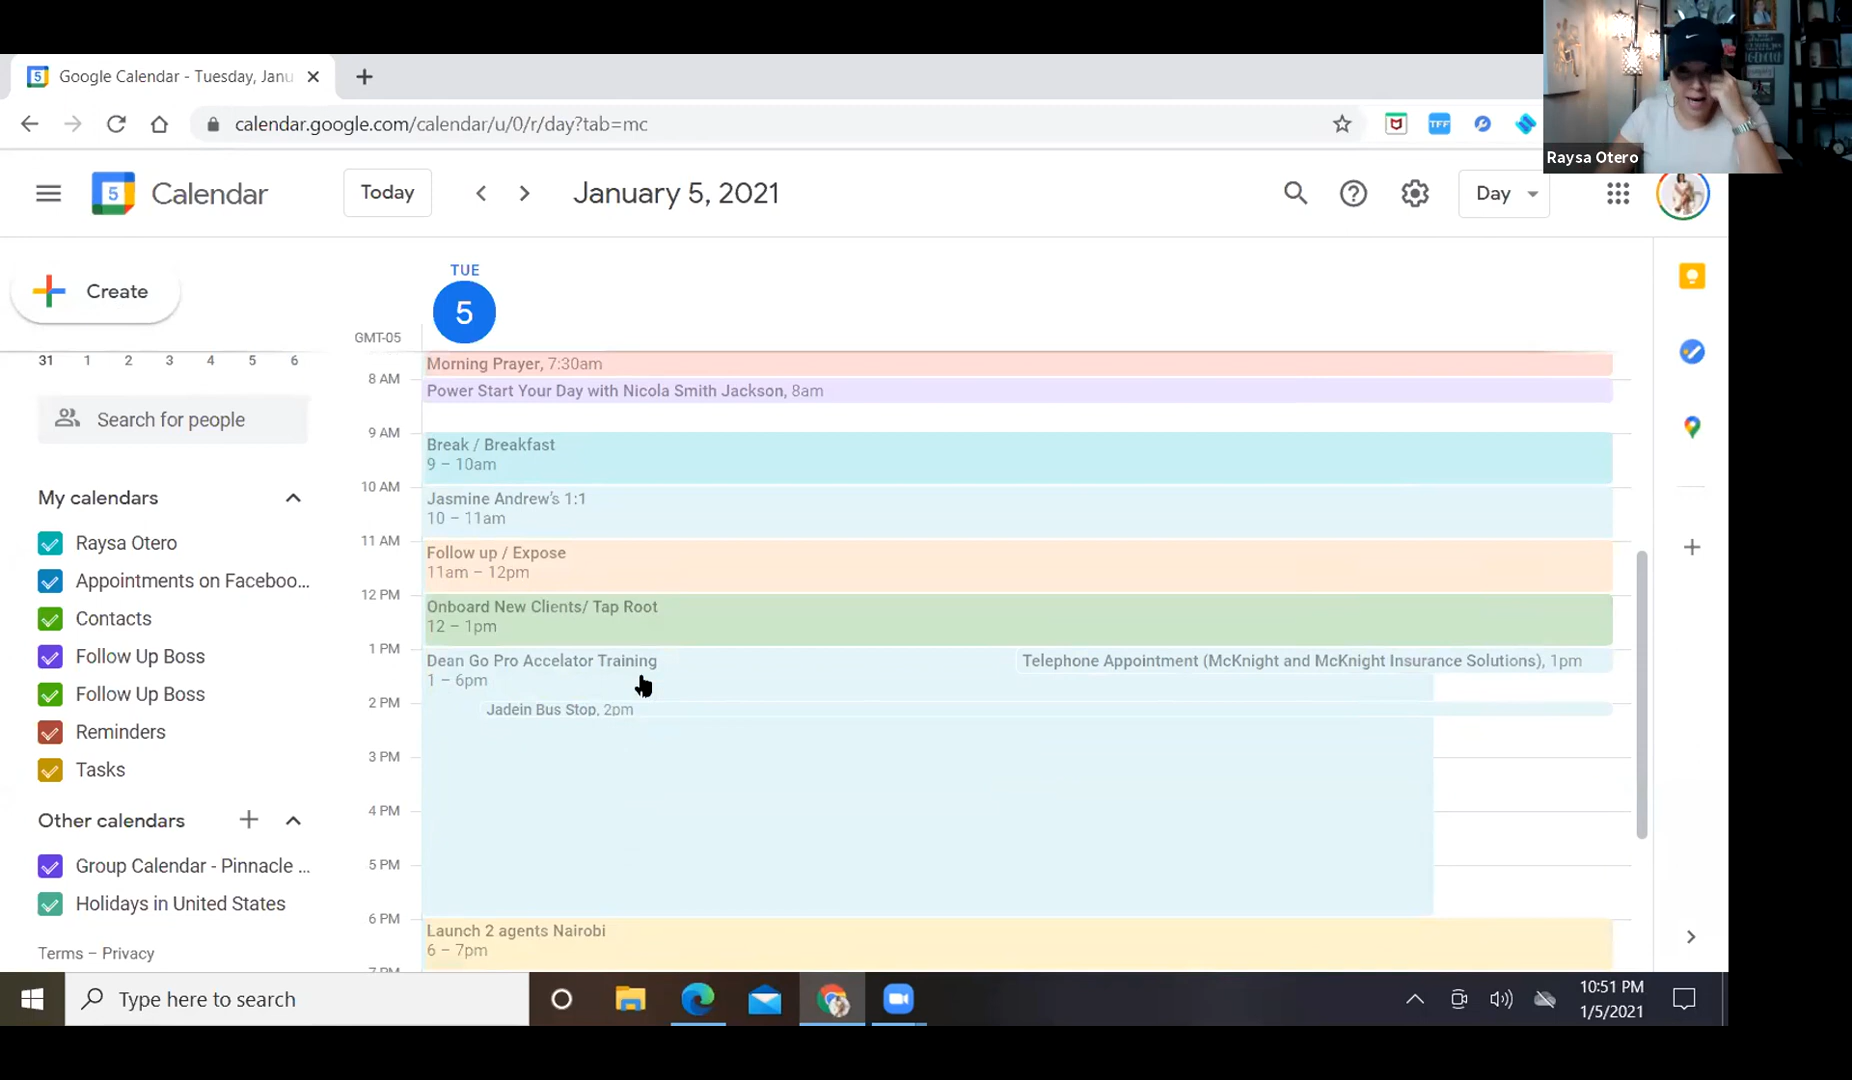 Google Calendar - Tuesday, Janu
calendar.google.com/calendar/u/0/r/day?tab=mc
TFF
Raysa Otero
5
Calendar
Today
January 5, 2021
Day
Create
TUE
5
GMT-05
31 1 2 3 4 5 6
Search for people
My calendars
Raysa Otero
Appointments on Faceboo...
Contacts
Follow Up Boss
Follow Up Boss
Reminders
Tasks
Other calendars
Group Calendar - Pinnacle ...
Holidays in United States
Terms – Privacy
Morning Prayer, 7:30am
8 AM
Power Start Your Day with Nicola Smith Jackson, 8am
9 AM
Break / Breakfast
9 – 10am
10 AM
Jasmine Andrew's 1:1
10 – 11am
11 AM
Follow up / Expose
11am – 12pm
12 PM
Onboard New Clients/ Tap Root
12 – 1pm
1 PM
Dean Go Pro Accelator Training
1 – 6pm
Telephone Appointment (McKnight and McKnight Insurance Solutions), 1pm
2 PM
Jadein Bus Stop, 2pm
3 PM
4 PM
5 PM
6 PM
Launch 2 agents Nairobi
6 – 7pm
7 PM
Type here to search
10:51 PM
1/5/2021